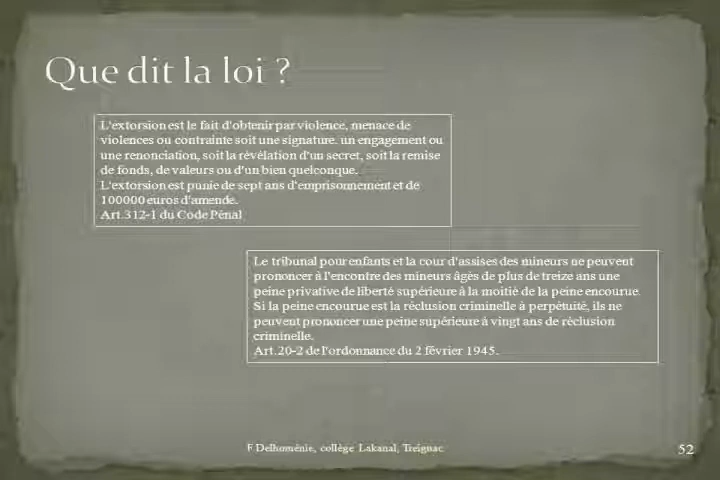 Que dit la loi ?
L'extorsion est le fait d'obtenir par violence, menace de
violences ou contrainte soit une signature, un engagement ou
une renonciation, soit la révélation d'un secret, soit la remise
de fonds, de valeurs ou d'un bien quelconque.
L'extorsion est punie de sept ans d'emprisonnement et de
100000 euros d'amende.
Art.312-1 du Code Pénal
Le tribunal pour enfants et la cour d'assises des mineurs ne peuvent
prononcer à l'encontre des mineurs âgés de plus de treize ans une
peine privative de liberté supérieure à la moitié de la peine encourue.
Si la peine encourue est la réclusion criminelle à perpétuité, ils ne
peuvent prononcer une peine supérieure à vingt ans de réclusion
criminelle.
Art.20-2 de l'ordonnance du 2 février 1945.
F Delhoménie, collège Lakanal, Treignac
52